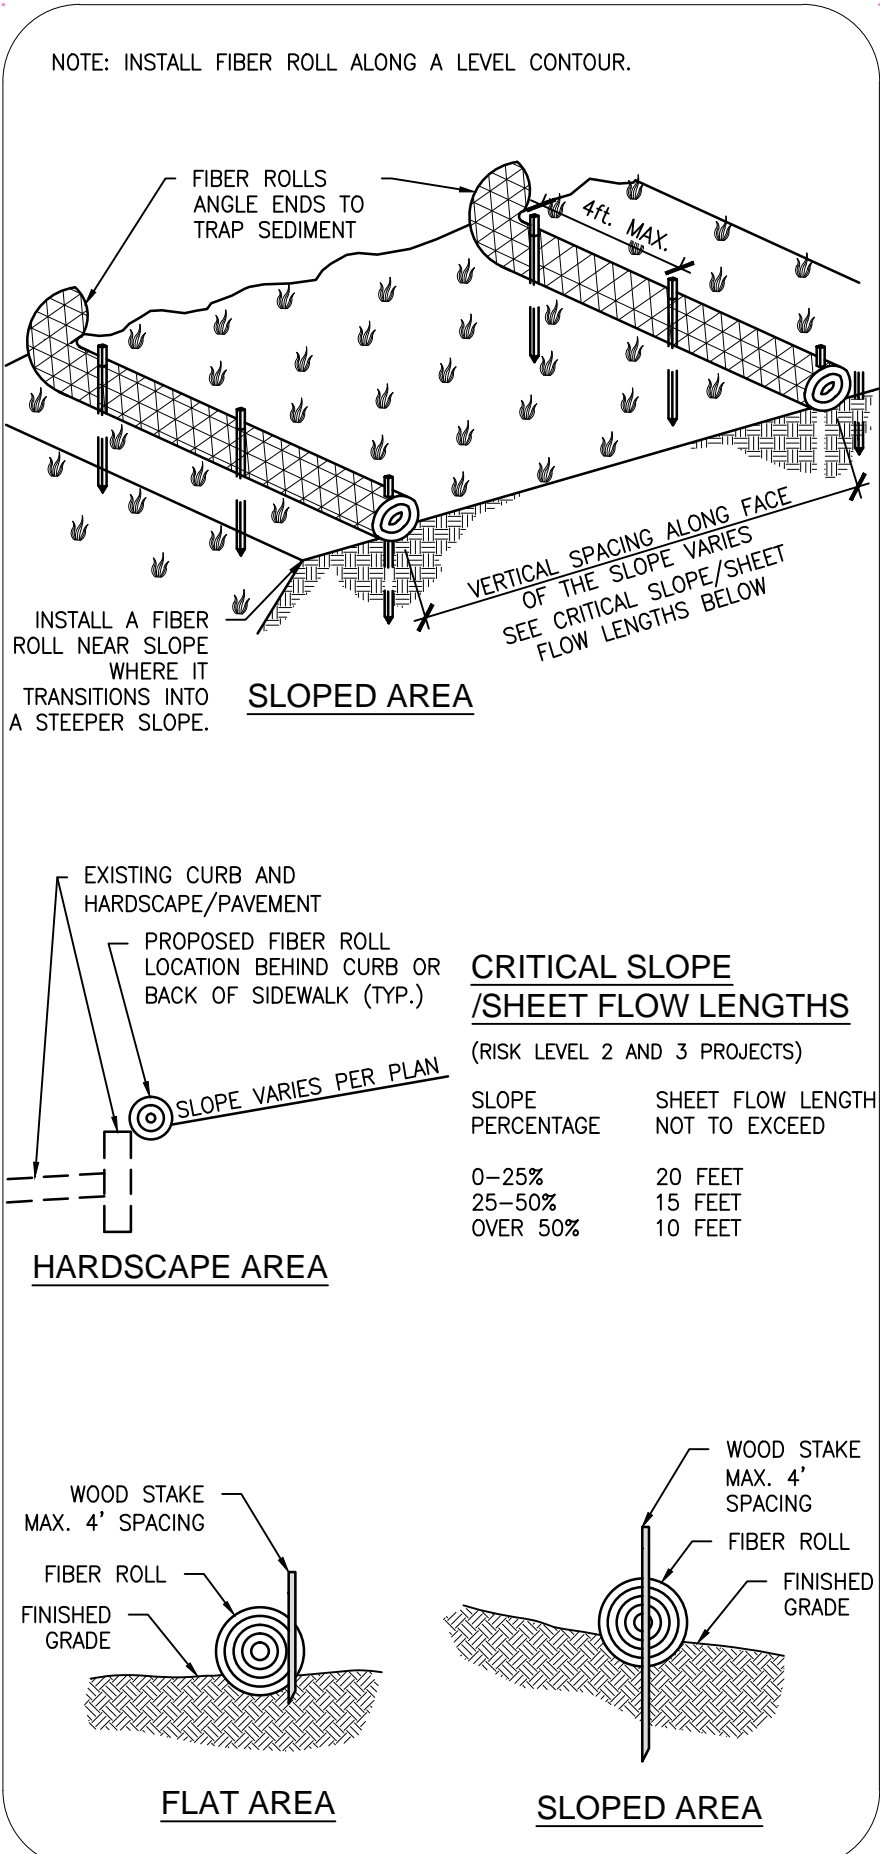 NOTE: INSTALL FIBER ROLL ALONG A LEVEL CONTOUR.
FIBER ROLLS
ANGLE ENDS TO
TRAP SEDIMENT
4ft. MAX.
VERTICAL SPACING ALONG FACE
OF THE SLOPE VARIES
SEE CRITICAL SLOPE/SHEET
FLOW LENGTHS BELOW
INSTALL A FIBER
ROLL NEAR SLOPE
WHERE IT
TRANSITIONS INTO
A STEEPER SLOPE.
SLOPED AREA
EXISTING CURB AND
HARDSCAPE/PAVEMENT
PROPOSED FIBER ROLL
LOCATION BEHIND CURB OR
BACK OF SIDEWALK (TYP.)
SLOPE VARIES PER PLAN
HARDSCAPE AREA
CRITICAL SLOPE
/SHEET FLOW LENGTHS
(RISK LEVEL 2 AND 3 PROJECTS)
SLOPE PERCENTAGE
SHEET FLOW LENGTH
NOT TO EXCEED
0-25% 20 FEET
25-50% 15 FEET
OVER 50% 10 FEET
WOOD STAKE
MAX. 4' SPACING
FIBER ROLL
FINISHED
GRADE
FLAT AREA
WOOD STAKE
MAX. 4'
SPACING
FIBER ROLL
FINISHED
GRADE
SLOPED AREA